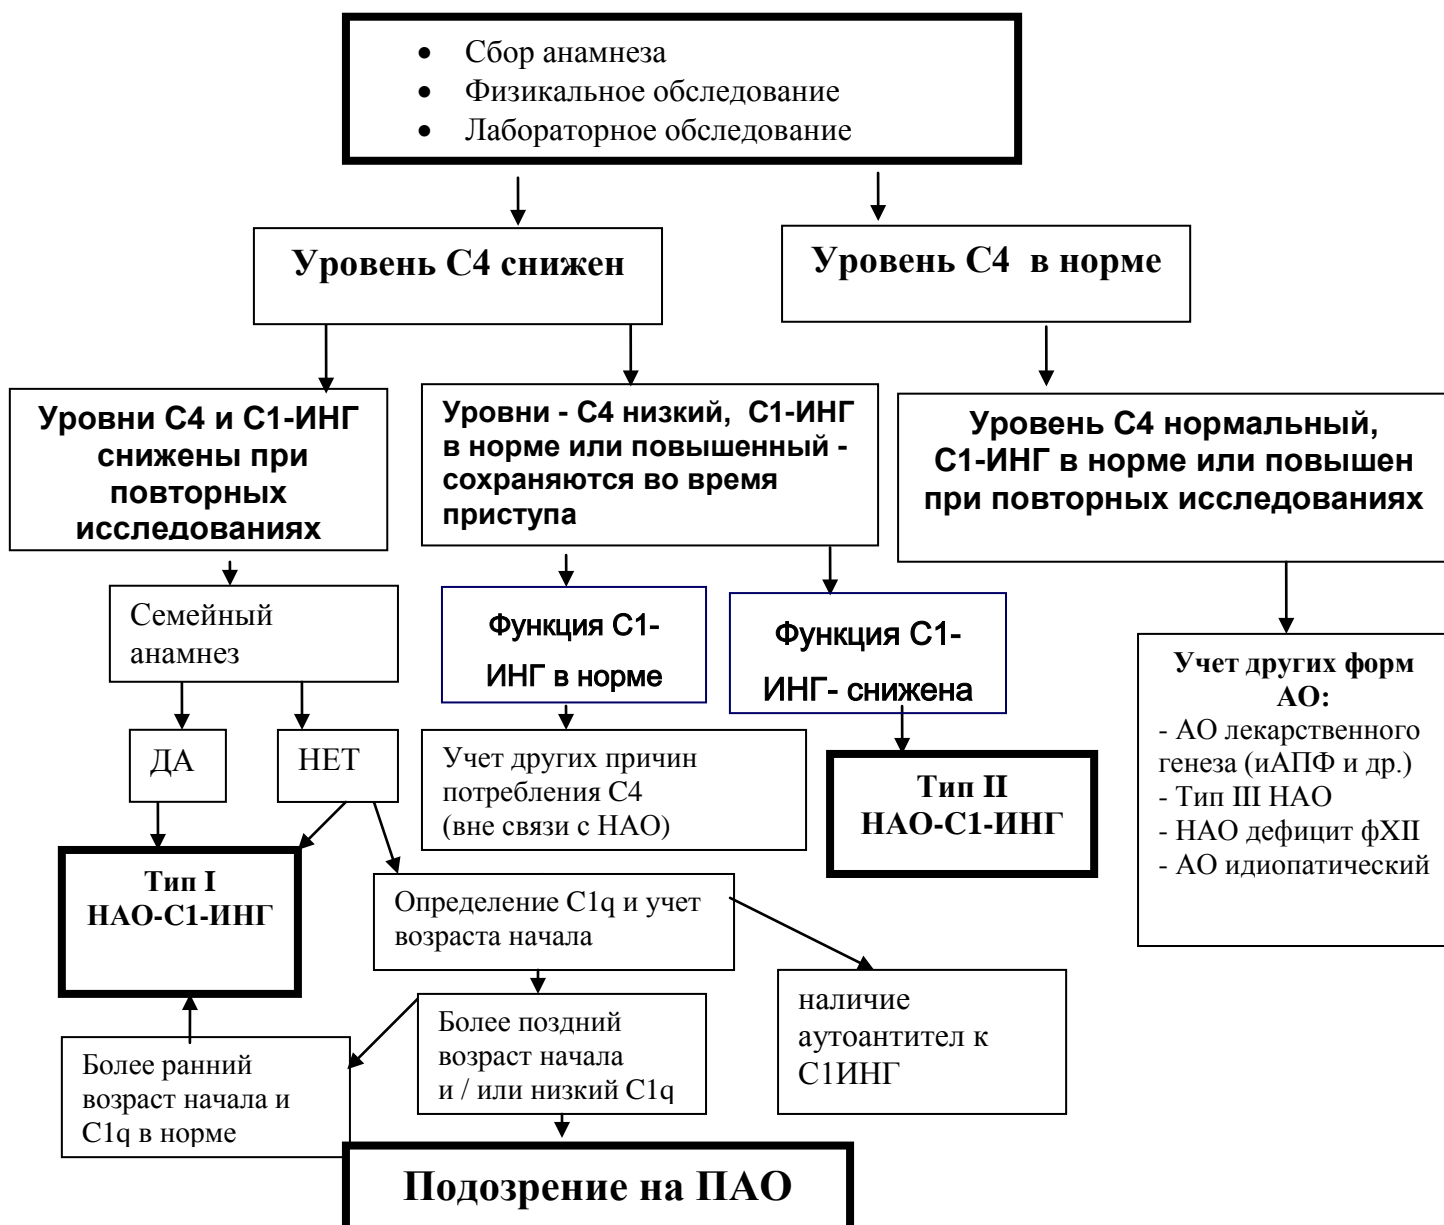 • Сбор анамнеза
• Физикальное обследование
• Лабораторное обследование
Уровень С4 снижен
Уровень С4 в норме
Уровни С4 и С1-ИНГ
снижены при
повторных
исследованиях
Уровни - С4 низкий, С1-ИНГ
в норме или повышенный -
сохраняются во время
приступа
Уровень С4 нормальный,
С1-ИНГ в норме или повышен
при повторных исследованиях
Семейный
анамнез
Функция С1-
ИНГ в норме
Функция С1-
ИНГ- снижена
Учет других форм
АО:
- АО лекарственного
генеза (иАПФ и др.)
- Тип III НАО
- НАО дефицит фXII
- АО идиопатический
ДА
НЕТ
Учет других причин
потребления С4
(вне связи с НАО)
Тип II
НАО-С1-ИНГ
Тип I
НАО-С1-ИНГ
Определение С1q и учет
возраста начала
Более поздний
возраст начала
и / или низкий С1q
наличие
аутоантител к
С1ИНГ
Более ранний
возраст начала и
С1q в норме
Подозрение на ПАО